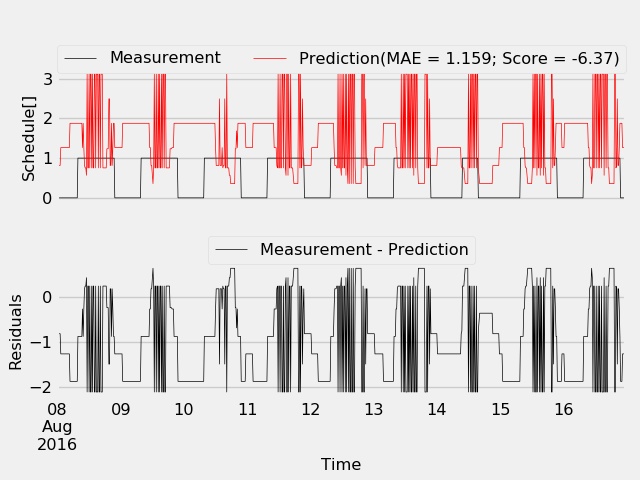 Measurement Prediction(MAE = 1.159; Score = -6.37)
Schedule[]
3
2
1
0
Measurement - Prediction
Residuals
0
−1
−2
08 09 10 11 12 13 14 15 16
Aug
2016
Time